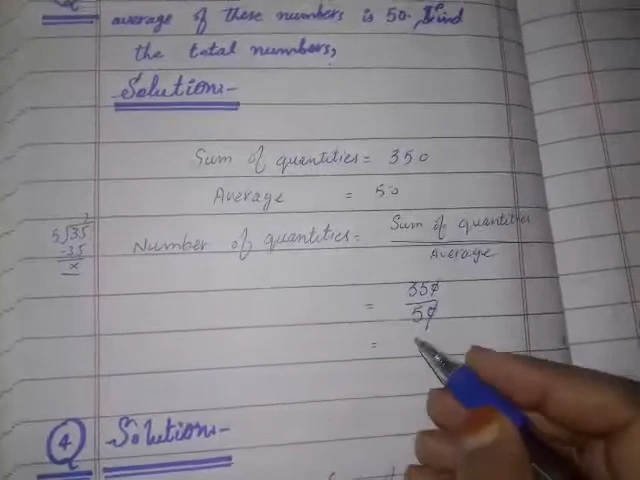 average of these numbers is 50. Find
the total numbers,
Solution:-
Sum of quantities = 350
Average = 50
Number of quantities = Sum of quantities
Average
7
5√35
-35
x
= 350
50
=
4 Solution:-